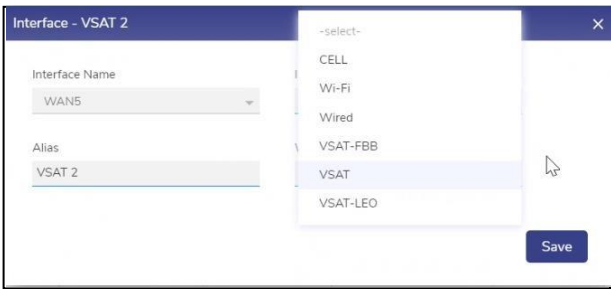 Interface - VSAT 2
-select-
CELL
Interface Name
Wi-Fi
WAN5
Wired
VSAT-FBB
Alias
VSAT 2
VSAT
VSAT-LEO
Save